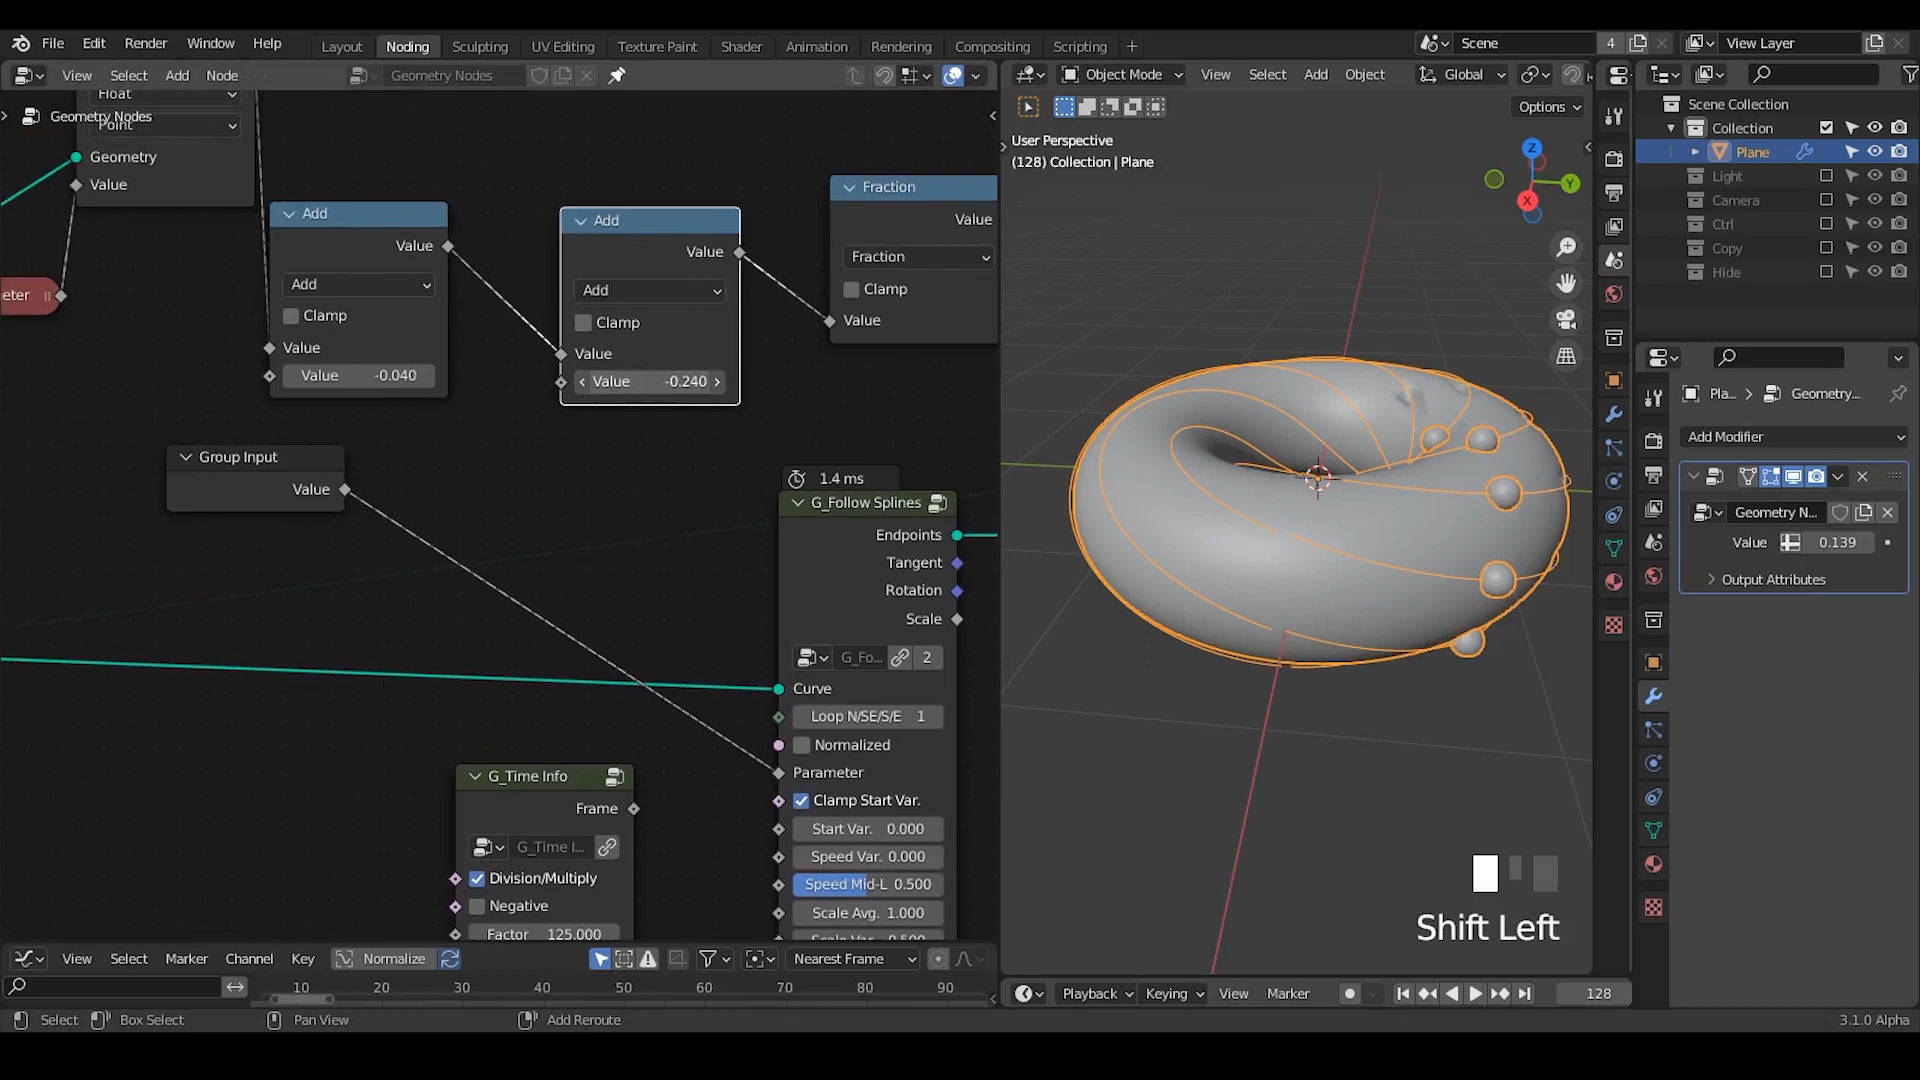 File Edit Render Window Help Layout Noding Sculpting UV Editing Texture Paint Shader Animation Rendering Compositing Scripting + Scene 4 View Layer
View Select Add Node Geometry Nodes
Object Mode View Select Add Object Global
Options
Float
Geometry Nodes
Point
Geometry
Value
eter
Add
Value
Add
Clamp
Value
Value -0.040
Add
Value
Add
Clamp
Value
Value -0.240
Fraction
Value
Fraction
Clamp
Value
Group Input
Value
1.4 ms
G_Follow Splines
Endpoints
Tangent
Rotation
Scale
G_Fo... 2
Curve
Loop N/SE/S/E 1
Normalized
Parameter
Clamp Start Var.
Start Var. 0.000
Speed Var. 0.000
Speed Mid-L 0.500
Scale Avg. 1.000
G_Time Info
Frame
G_Time I...
Division/Multiply
Negative
Factor 125.000
User Perspective
(128) Collection | Plane
Z
Y
X
Shift Left
Scene Collection
Collection
Plane
Light
Camera
Ctrl
Copy
Hide
Pla... Geometry...
Add Modifier
Geometry N...
Value 0.139
Output Attributes
View Select Marker Channel Key Normalize Nearest Frame
10 20 30 40 50 60 70 80 90
Playback Keying View Marker 128
Select Box Select Pan View Add Reroute 3.1.0 Alpha